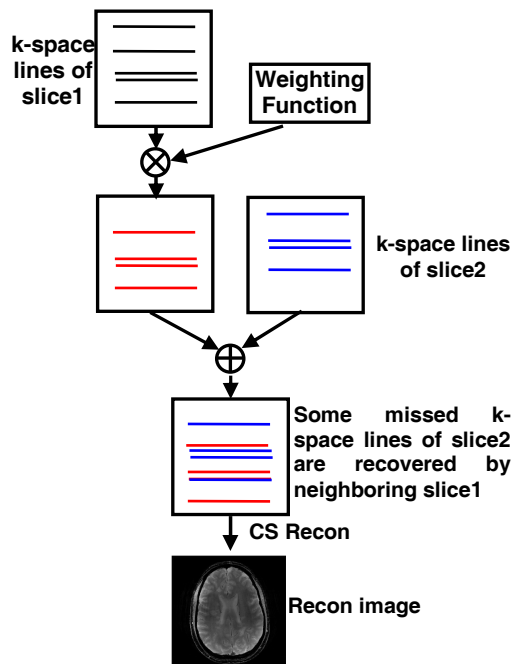 k-space
lines of
slice1
Weighting
Function
k-space lines
of slice2
Some missed k-
space lines of slice2
are recovered by
neighboring slice1
CS Recon
Recon image